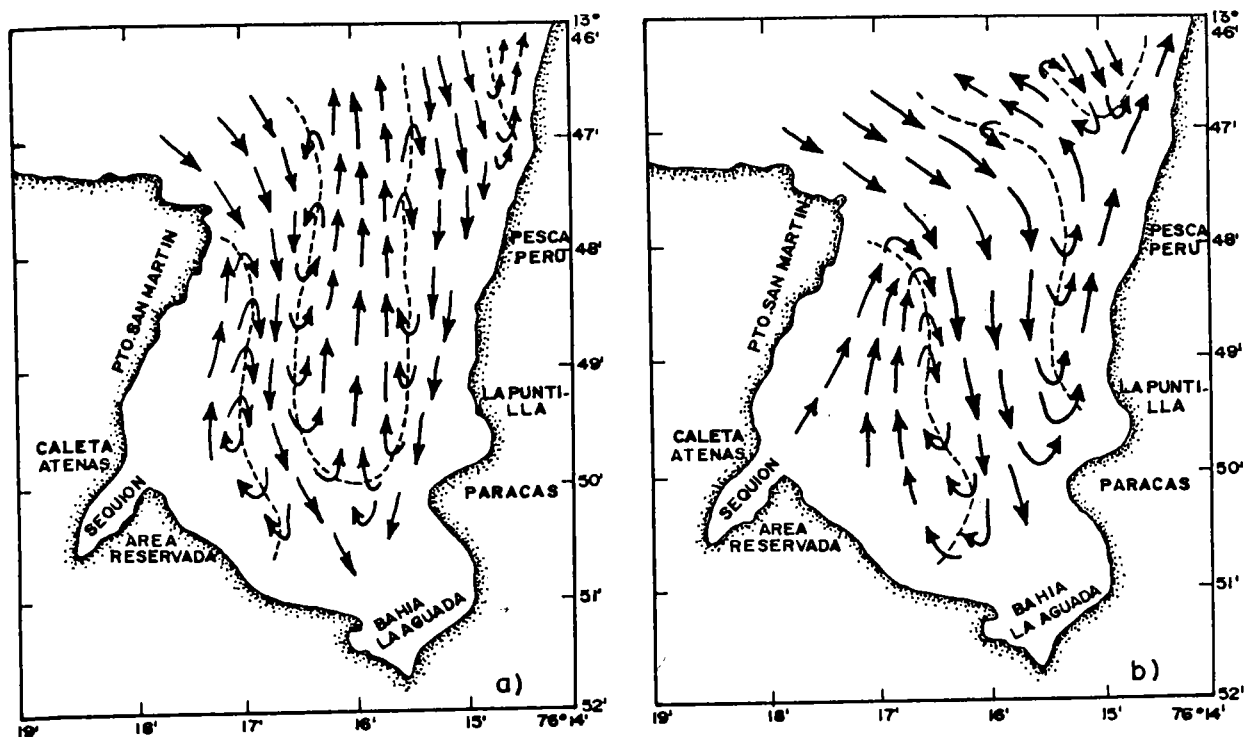 13°
46'
47'
PESCA
PERÚ
48'
PTO. SAN MARTIN
49'
LA PUNTI-
LLA
CALETA
ATENAS
50'
PARACAS
SEQUION
AREA
RESERVADA
51'
BAHIA
LA AGUADA
a)
52'
19'
18'
17'
16'
15'
76°14'
13°
46'
47'
PESCA
PERÚ
48'
PTO. SAN MARTIN
49'
LA PUNTI-
LLA
CALETA
ATENAS
50'
PARACAS
SEQUION
AREA
RESERVADA
51'
BAHIA
LA AGUADA
b)
52'
19'
18'
17'
16'
15'
76°14'